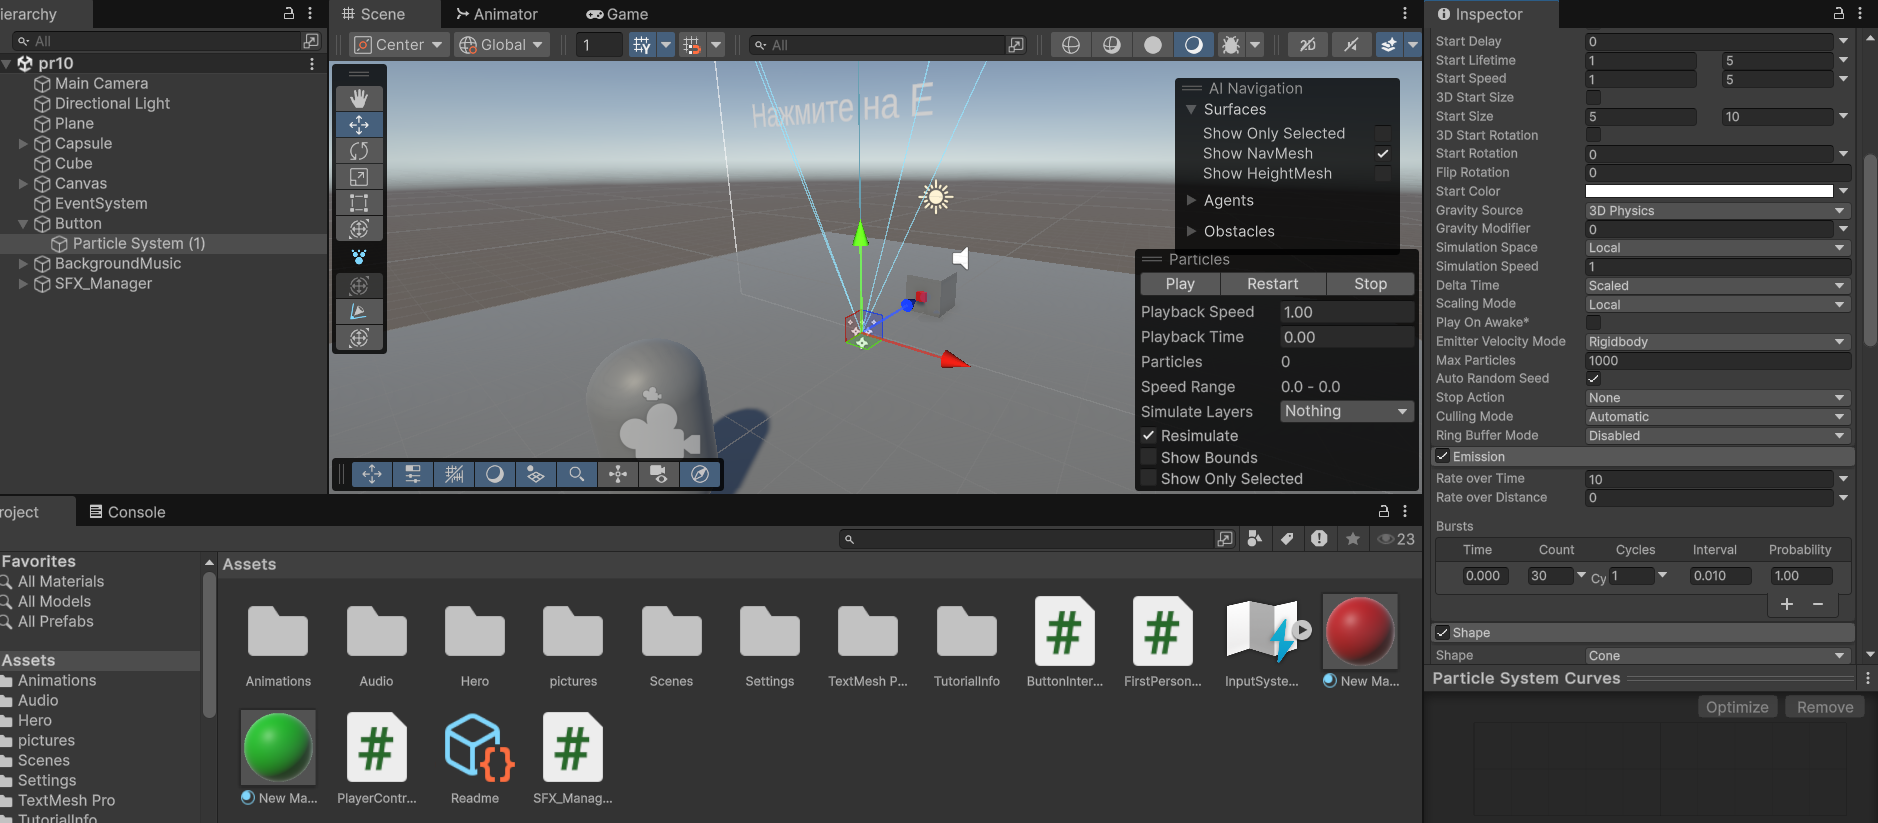 ierarchy
All
pr10
Main Camera
Directional Light
Plane
Capsule
Cube
Canvas
EventSystem
Button
Particle System (1)
BackgroundMusic
SFX_Manager
Scene
Animator
Game
Center
Global
1
All
2D
Нажмите на E
AI Navigation
Surfaces
Show Only Selected
Show NavMesh
Show HeightMesh
Agents
Obstacles
Particles
Play Restart Stop
Playback Speed 1.00
Playback Time 0.00
Particles 0
Speed Range 0.0 - 0.0
Simulate Layers Nothing
Resimulate
Show Bounds
Show Only Selected
roject
Console
23
Favorites
All Materials
All Models
All Prefabs
Assets
Animations
Audio
Hero
pictures
Scenes
Settings
TextMesh Pro
TutorialInfo
Assets
Animations Audio Hero pictures Scenes Settings TextMesh P... TutorialInfo ButtonInter... FirstPerson... InputSyste... New Ma...
New Ma... PlayerContr... Readme SFX_Manag...
Inspector
Start Delay 0
Start Lifetime 1 5
Start Speed 1 5
3D Start Size
Start Size 5 10
3D Start Rotation
Start Rotation 0
Flip Rotation 0
Start Color
Gravity Source 3D Physics
Gravity Modifier 0
Simulation Space Local
Simulation Speed 1
Delta Time Scaled
Scaling Mode Local
Play On Awake*
Emitter Velocity Mode Rigidbody
Max Particles 1000
Auto Random Seed
Stop Action None
Culling Mode Automatic
Ring Buffer Mode Disabled
Emission
Rate over Time 10
Rate over Distance 0
Bursts
Time Count Cycles Interval Probability
0.000 30 Cy 1 0.010 1.00
+ −
Shape
Shape Cone
Particle System Curves
Optimize Remove